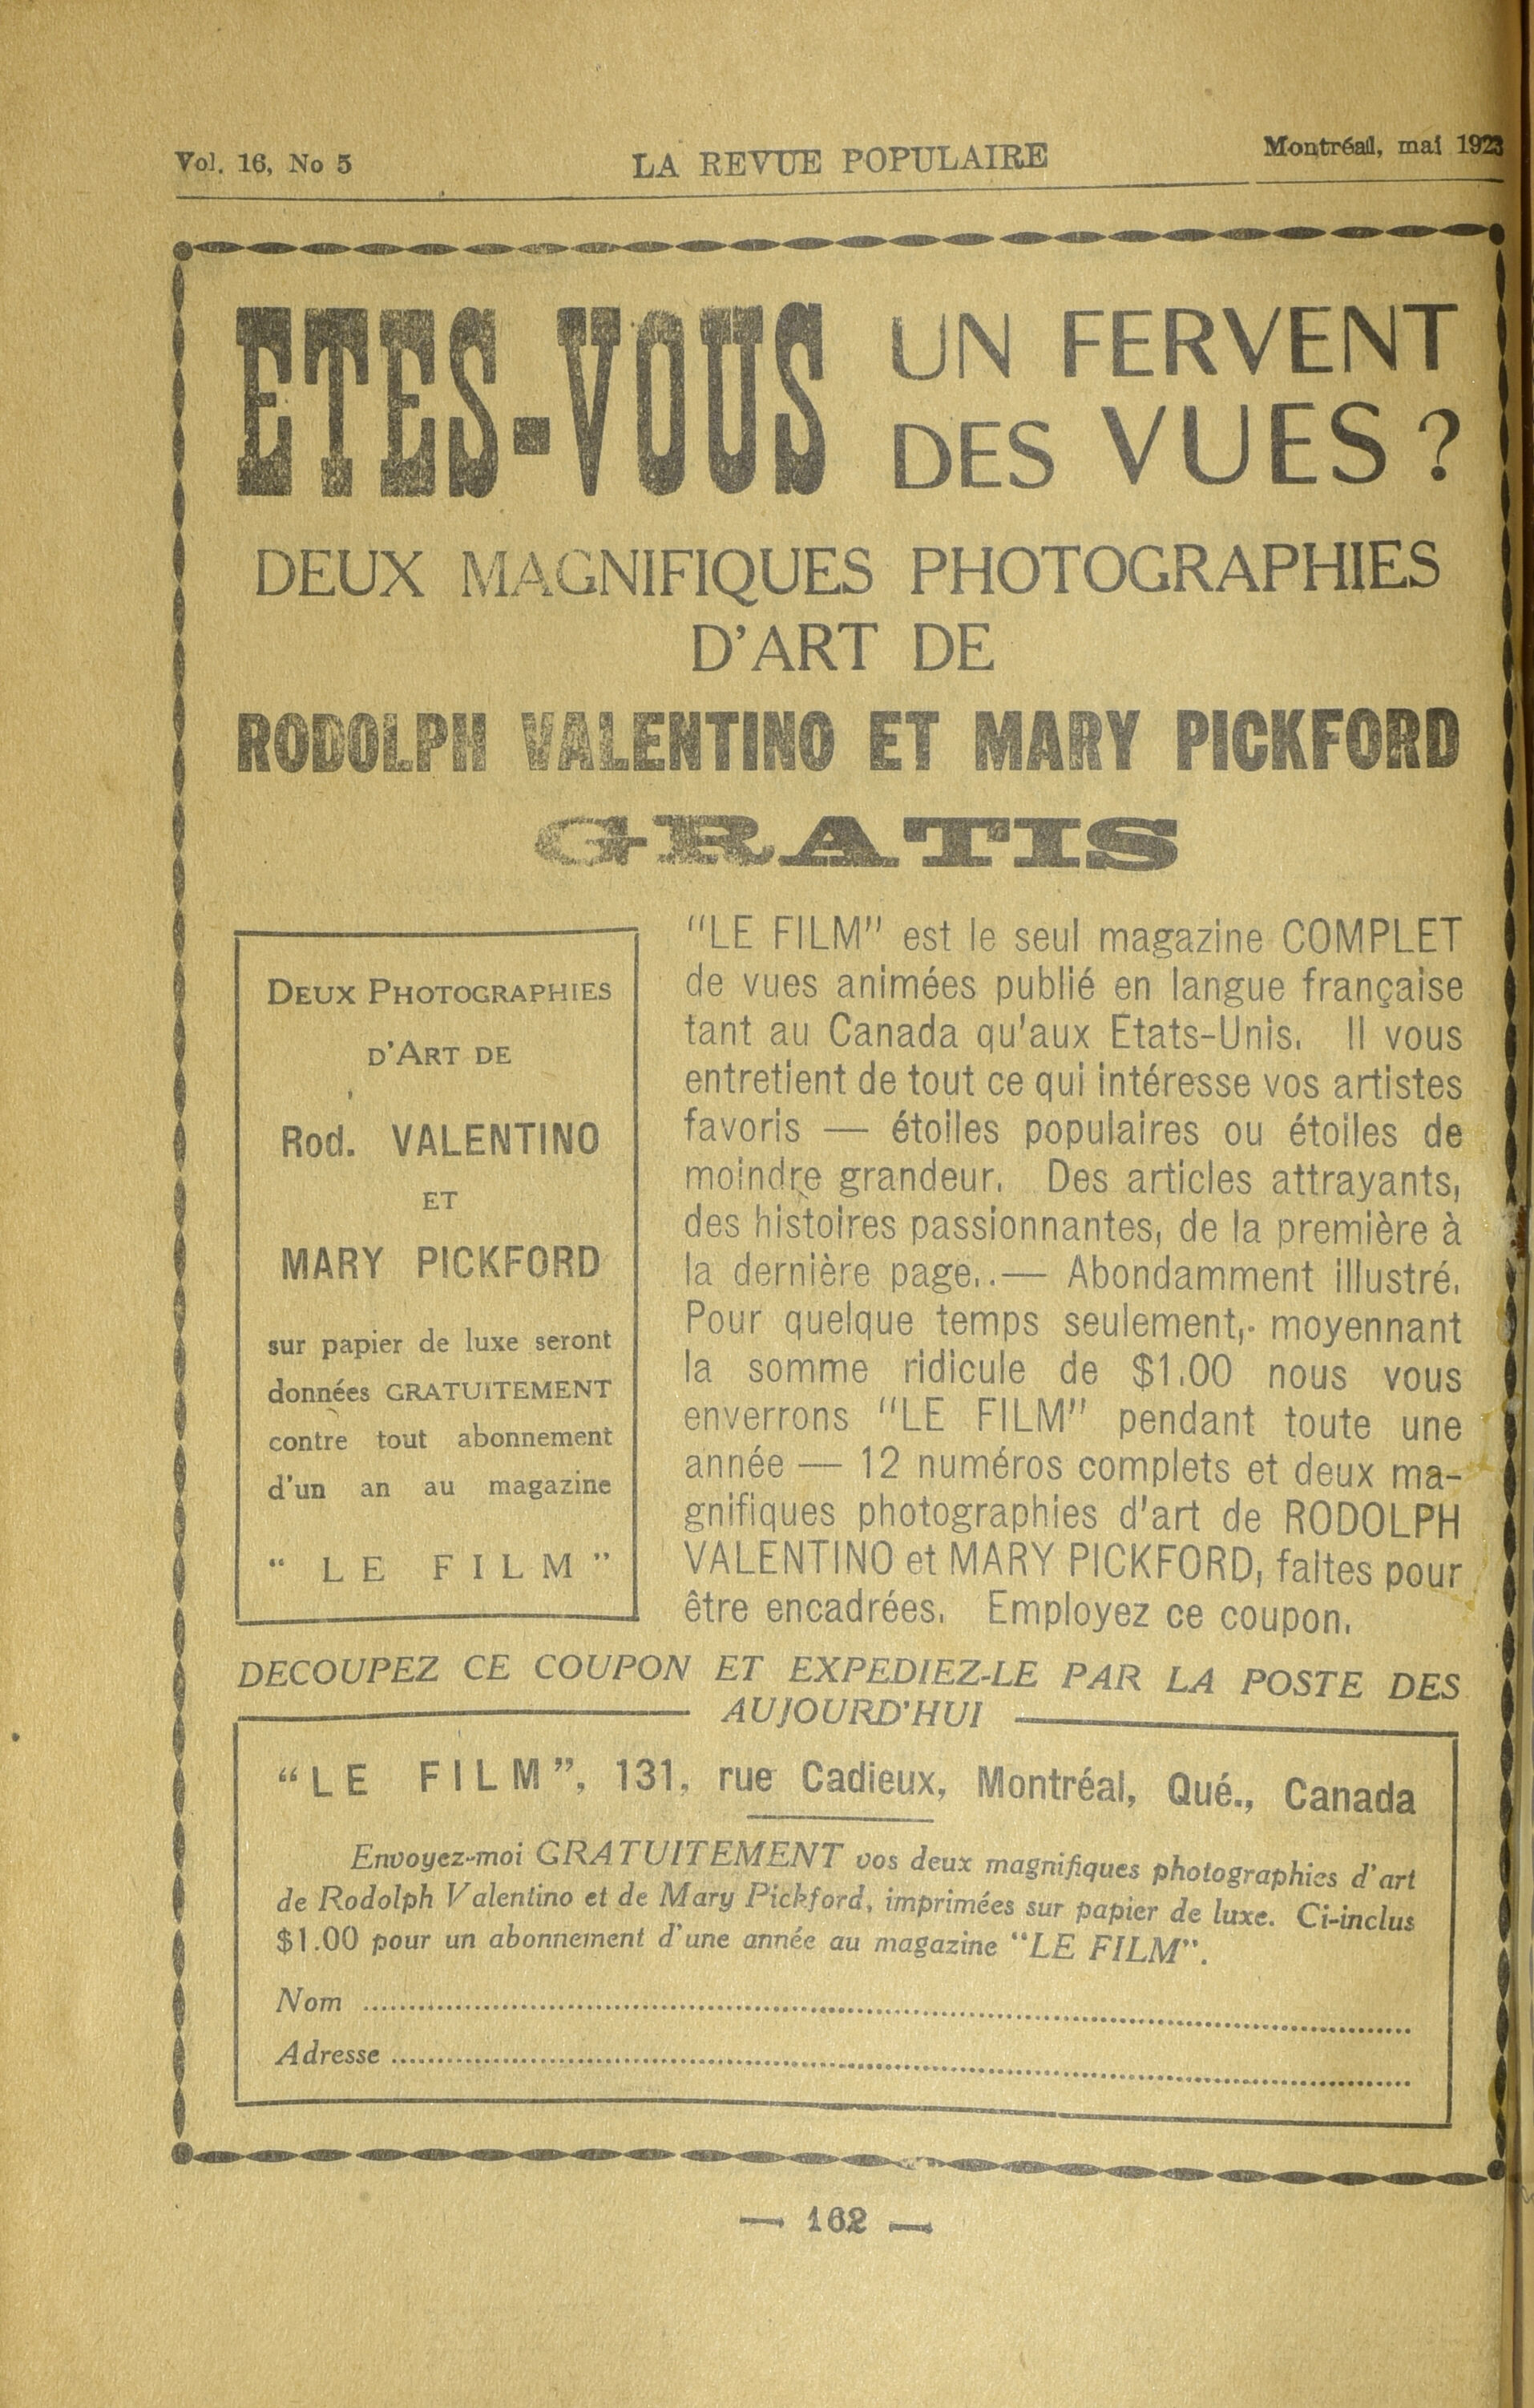 Vol. 16, No 5
LA REVUE POPULAIRE
Montréal, mai 1923
ETES-VOUS UN FERVENT
DES VUES ?
DEUX MAGNIFIQUES PHOTOGRAPHIES
D'ART DE
RODOLPH VALENTINO ET MARY PICKFORD
GRATIS
DEUX PHOTOGRAPHIES
D'ART DE
Rod. VALENTINO
ET
MARY PICKFORD
sur papier de luxe seront
données GRATUITEMENT
contre tout abonnement
d'un an au magazine
“ LE FILM ”
"LE FILM" est le seul magazine COMPLET
de vues animées publié en langue française
tant au Canada qu'aux Etats-Unis. Il vous
entretient de tout ce qui intéresse vos artistes
favoris — étoiles populaires ou étoiles de
moindre grandeur. Des articles attrayants,
des histoires passionnantes, de la première à
la dernière page..— Abondamment illustré.
Pour quelque temps seulement, moyennant
la somme ridicule de $1.00 nous vous
enverrons "LE FILM" pendant toute une
année — 12 numéros complets et deux ma-
gnifiques photographies d'art de RODOLPH
VALENTINO et MARY PICKFORD, faites pour
être encadrées. Employez ce coupon.
DECOUPEZ CE COUPON ET EXPEDIEZ-LE PAR LA POSTE DES
AUJOURD'HUI
“LE FILM”, 131, rue Cadieux, Montréal, Qué., Canada
Envoyez-moi GRATUITEMENT vos deux magnifiques photographies d'art
de Rodolph Valentino et de Mary Pickford, imprimées sur papier de luxe. Ci-inclus
$1.00 pour un abonnement d'une année au magazine “LE FILM”.
Nom ........................................
Adresse ........................................
— 162 —